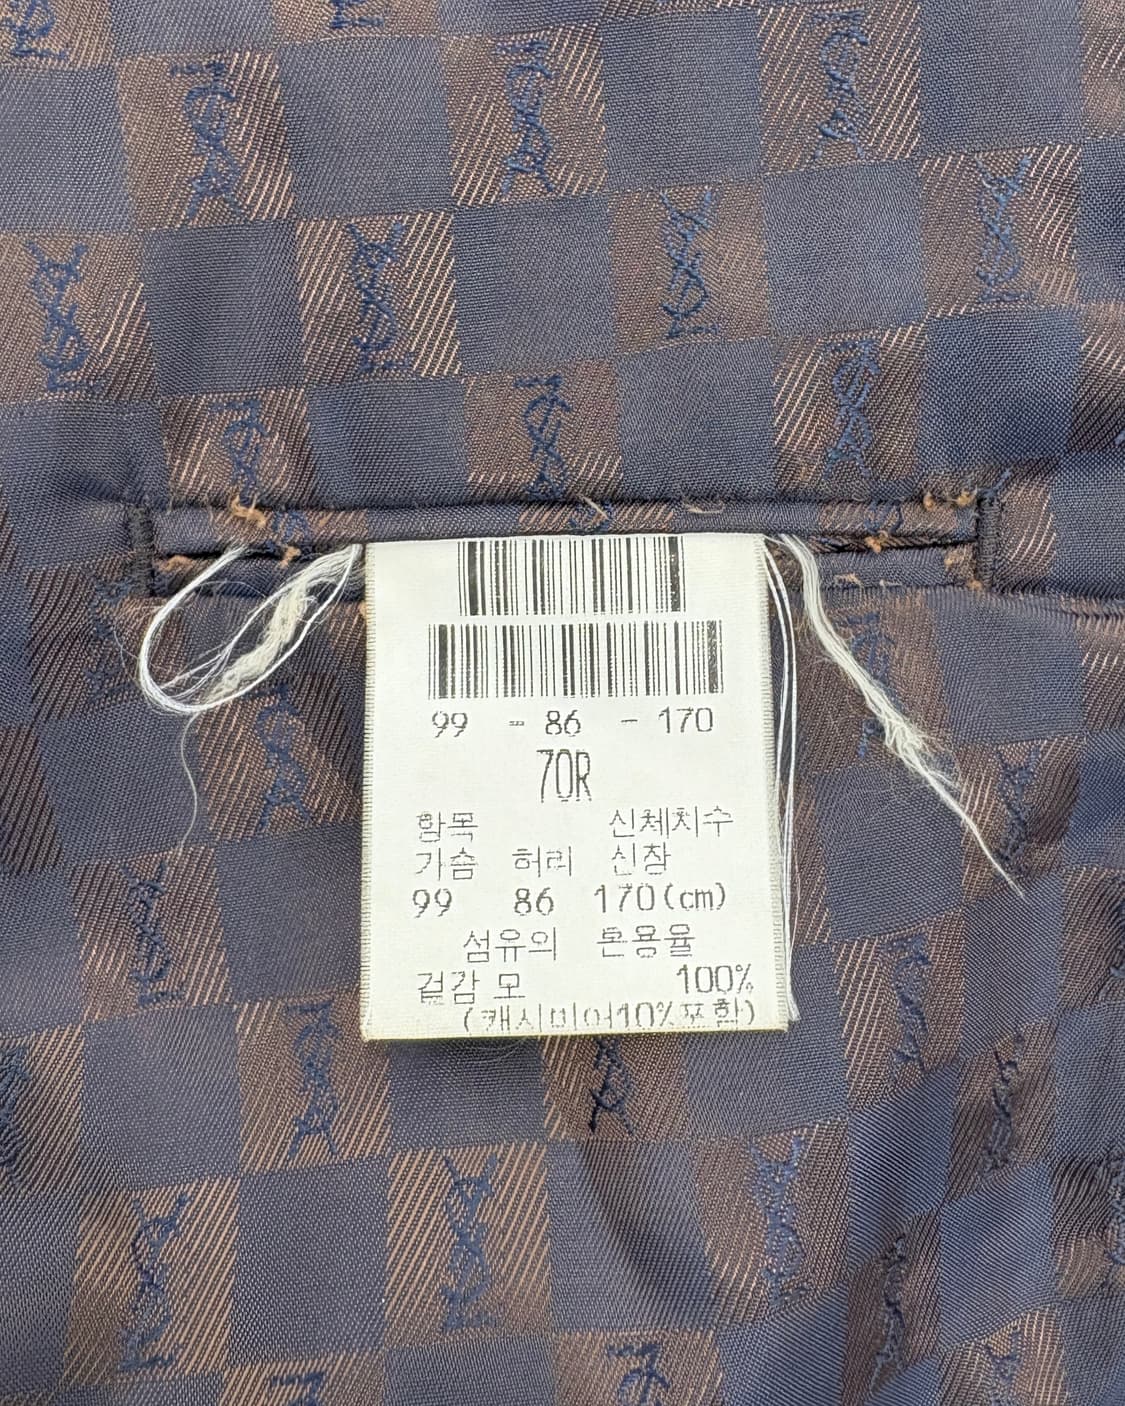 99 - 86 - 170
70R
항목 신체치수
가슴 허리 신장
99 86 170(cm)
섬유의 혼용율
겉감 모 100%
(캐시미어10%포함)